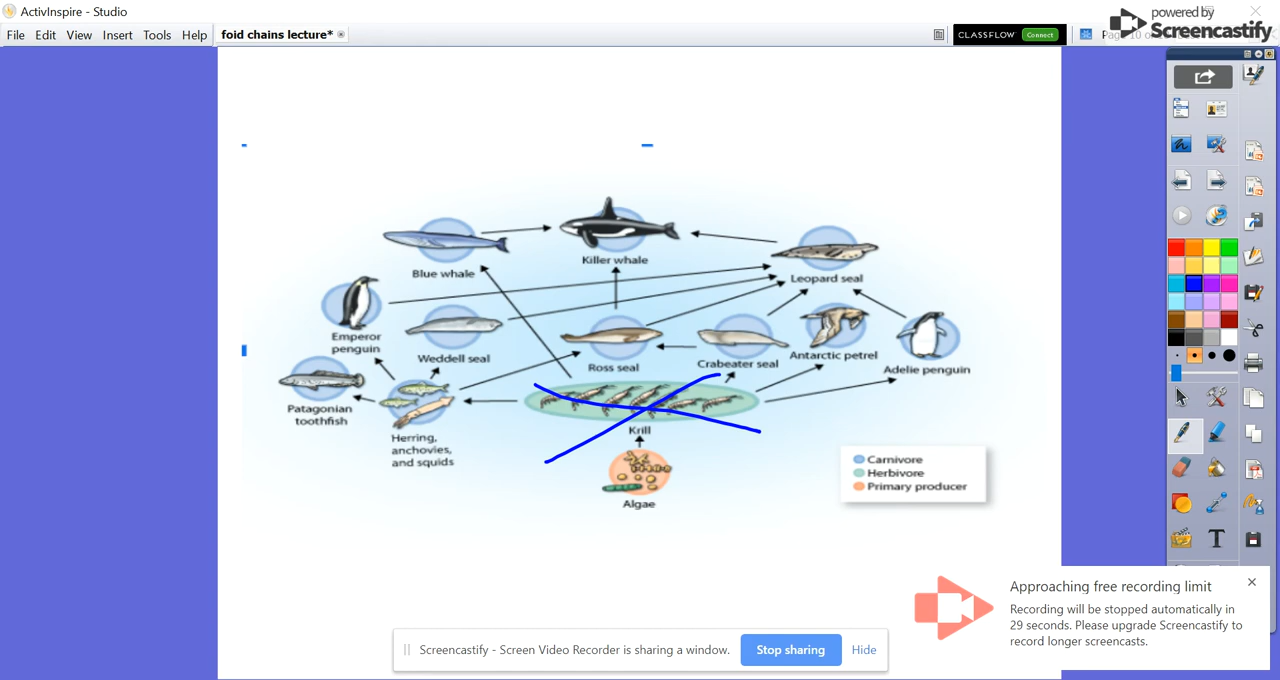 ActivInspire - Studio
powered by
Screencastify
File Edit View Insert Tools Help
foid chains lecture*
CLASSFLOW Connect
Killer whale
Blue whale
Leopard seal
Emperor
penguin
Weddell seal
Ross seal
Crabeater seal
Antarctic petrel
Adelie penguin
Patagonian
toothfish
Herring,
anchovies,
and squids
Krill
Algae
Carnivore
Herbivore
Primary producer
Approaching free recording limit
Recording will be stopped automatically in
29 seconds. Please upgrade Screencastify to
record longer screencasts.
Screencastify - Screen Video Recorder is sharing a window.
Stop sharing
Hide